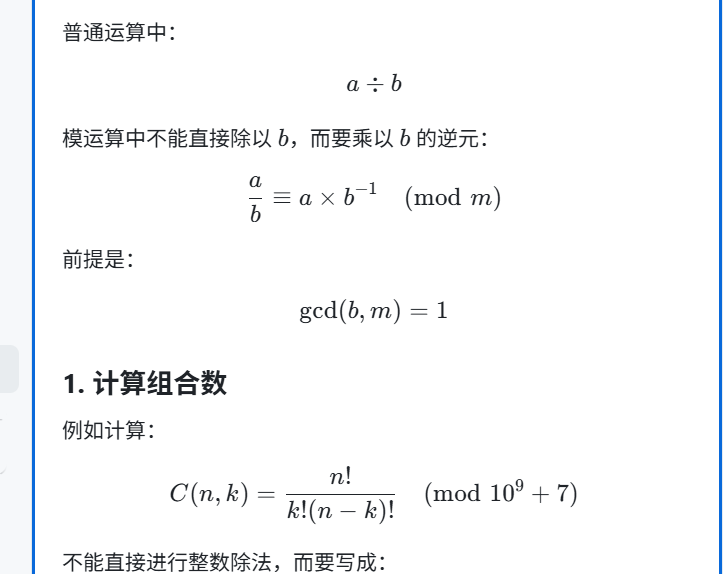 普通运算中：
a ÷ b
模运算中不能直接除以 b，而要乘以 b 的逆元：
a/b ≡ a × b⁻¹ (mod m)
前提是：
gcd(b, m) = 1
1. 计算组合数
例如计算：
C(n, k) = n!/k!(n − k)! (mod 10⁹ + 7)
不能直接进行整数除法，而要写成：